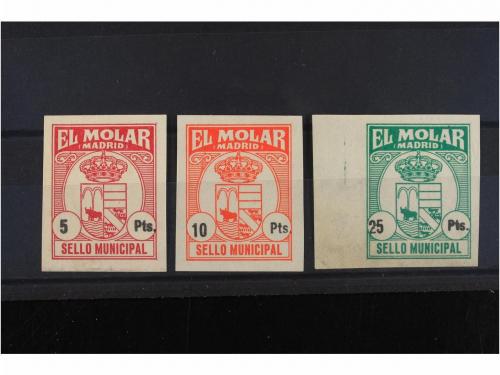 EL MOLAR
(MADRID)
5 Pts.
SELLO MUNICIPAL
EL MOLAR
(MADRID)
10 Pts.
SELLO MUNICIPAL
EL MOLAR
(MADRID)
25 Pts.
SELLO MUNICIPAL